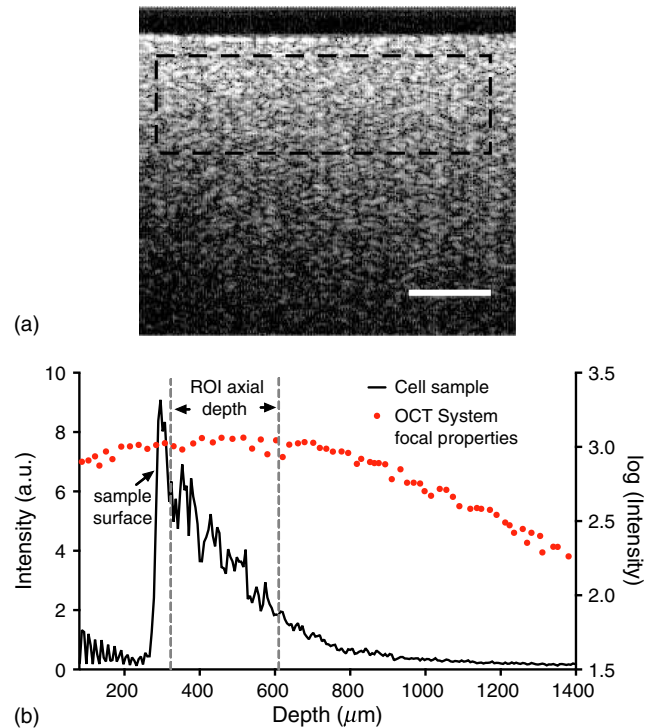 (a)
10
8
6
4
2
0
Intensity (a.u.)
ROI axial
depth
sample
surface
Cell sample
OCT System
focal properties
3.5
3.0
2.5
2.0
1.5
log (Intensity)
200
400
600
800
1000
1200
1400
Depth (μm)
(b)